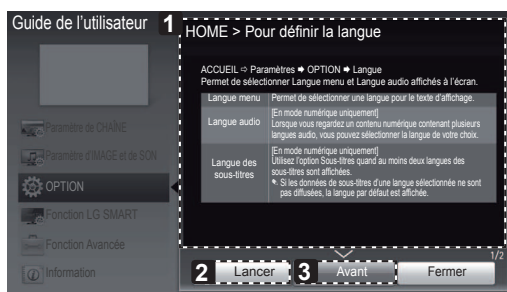 Guide de l'utilisateur
1
HOME > Pour définir la langue
ACCUEIL ⇨ Paramètres ➡ OPTION ➡ Langue
Permet de sélectionner Langue menu et Langue audio affichés à l'écran.
Langue menu
Permet de sélectionner une langue pour le texte d'affichage.
Langue audio
[En mode numérique uniquement]
Lorsque vous regardez un contenu numérique contenant plusieurs
langues audio, vous pouvez sélectionner la langue de votre choix.
Langue des
sous-titres
[En mode numérique uniquement]
Utilisez l'option Sous-titres quand au moins deux langues des
sous-titres sont affichées.
Si les données de sous-titres d'une langue sélectionnée ne sont
pas diffusées, la langue par défaut est affichée.
Paramètre de CHAÎNE
Paramètre d'IMAGE et de SON
OPTION
Fonction LG SMART
Fonction Avancée
Information
1/2
2
Lancer
3
Avant
Fermer